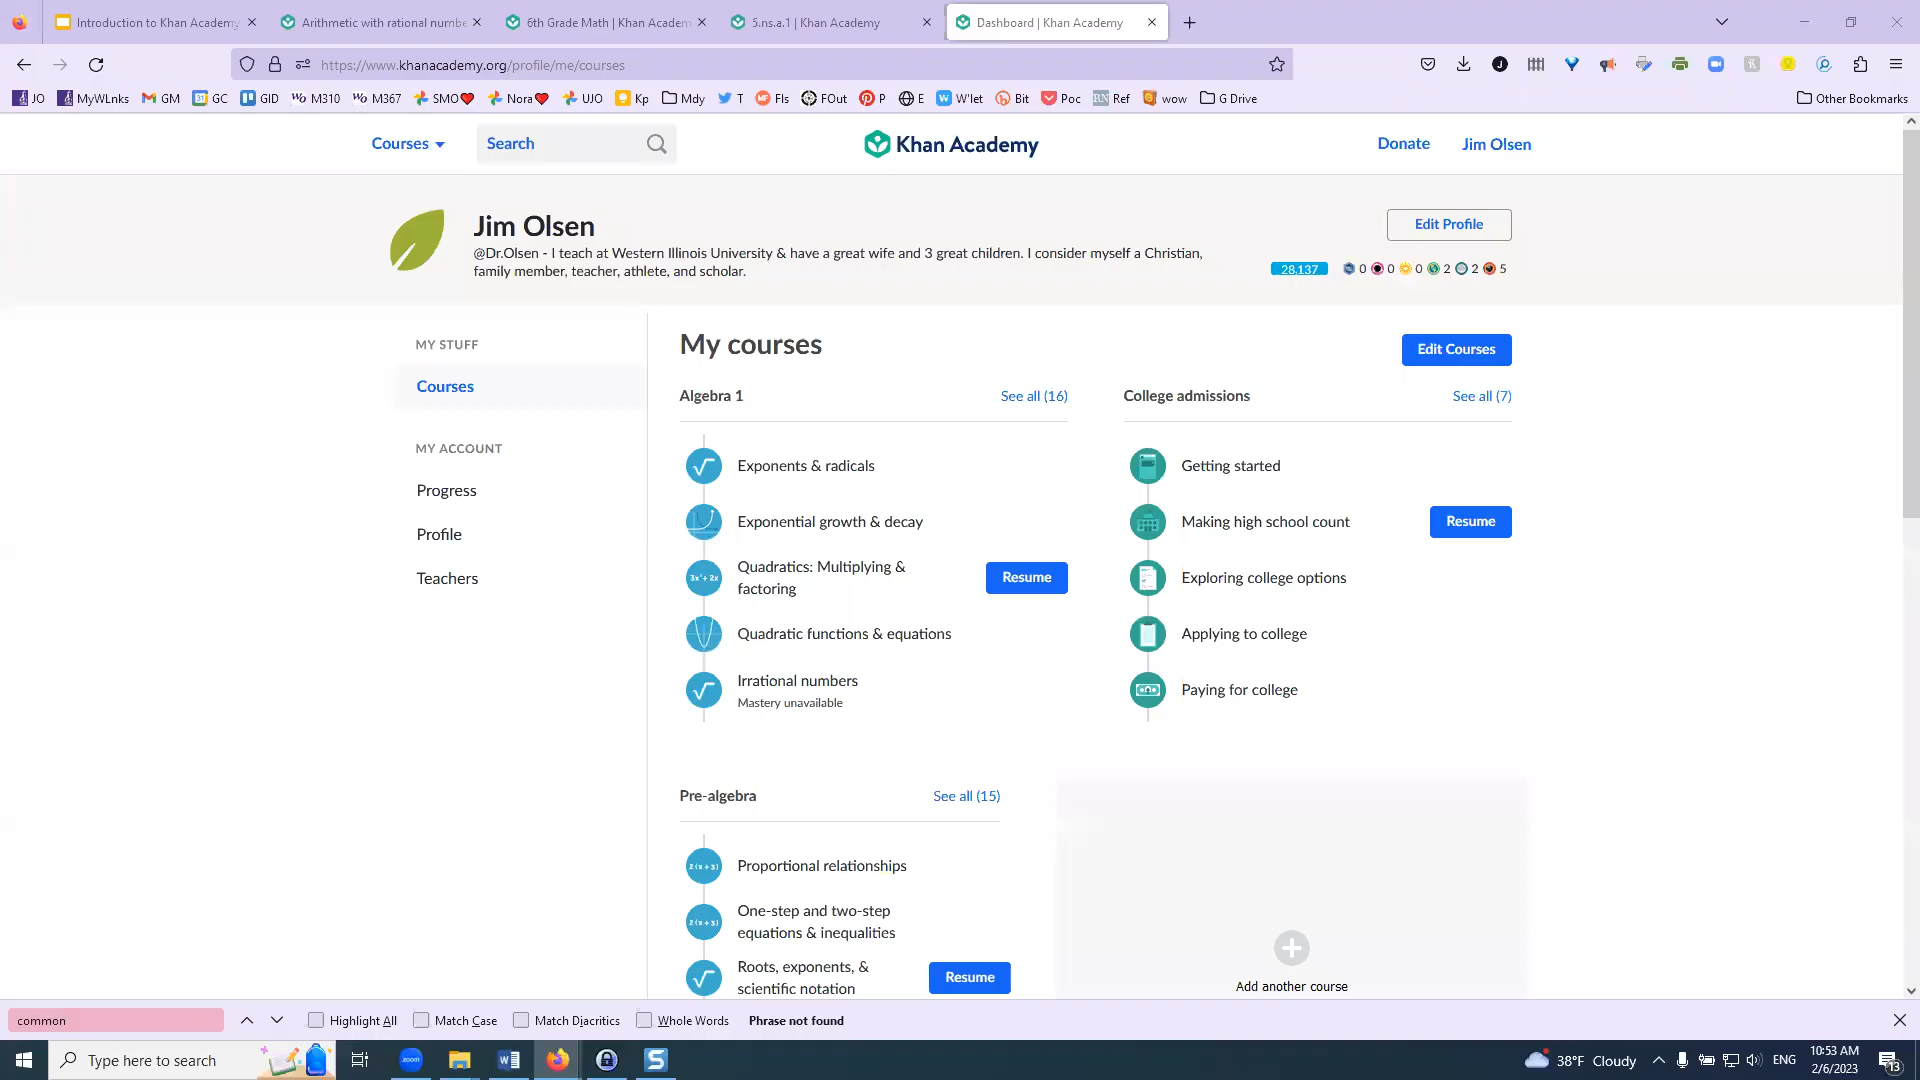 Introduction to Khan Academy
Arithmetic with rational numbe
6th Grade Math | Khan Academ
5.ns.a.1 | Khan Academy
Dashboard | Khan Academy
https://www.khanacademy.org/profile/me/courses
JO
MyWLnks
GM
GC
GID
M310
M367
SMO
Nora
UJO
Kp
Mdy
T
FIs
FOut
P
E
W'let
Bit
Poc
Ref
wow
G Drive
Other Bookmarks
Courses
Search
Khan Academy
Donate
Jim Olsen
Jim Olsen
Edit Profile
@Dr.Olsen - I teach at Western Illinois University & have a great wife and 3 great children. I consider myself a Christian,
family member, teacher, athlete, and scholar.
28,137 0 0 0 2 2 5
MY STUFF
Courses
MY ACCOUNT
Progress
Profile
Teachers
My courses
Edit Courses
Algebra 1
See all (16)
Exponents & radicals
Exponential growth & decay
3x²+2x
Quadratics: Multiplying &
factoring
Resume
Quadratic functions & equations
Irrational numbers
Mastery unavailable
College admissions
See all (7)
Getting started
Making high school count
Resume
Exploring college options
Applying to college
Paying for college
Pre-algebra
See all (15)
2(x+3)
Proportional relationships
2(x+3)
One-step and two-step
equations & inequalities
Roots, exponents, &
scientific notation
Resume
Add another course
common
Highlight All
Match Case
Match Diacritics
Whole Words
Phrase not found
Type here to search
zoom
38°F Cloudy
ENG
10:53 AM
2/6/2023
13